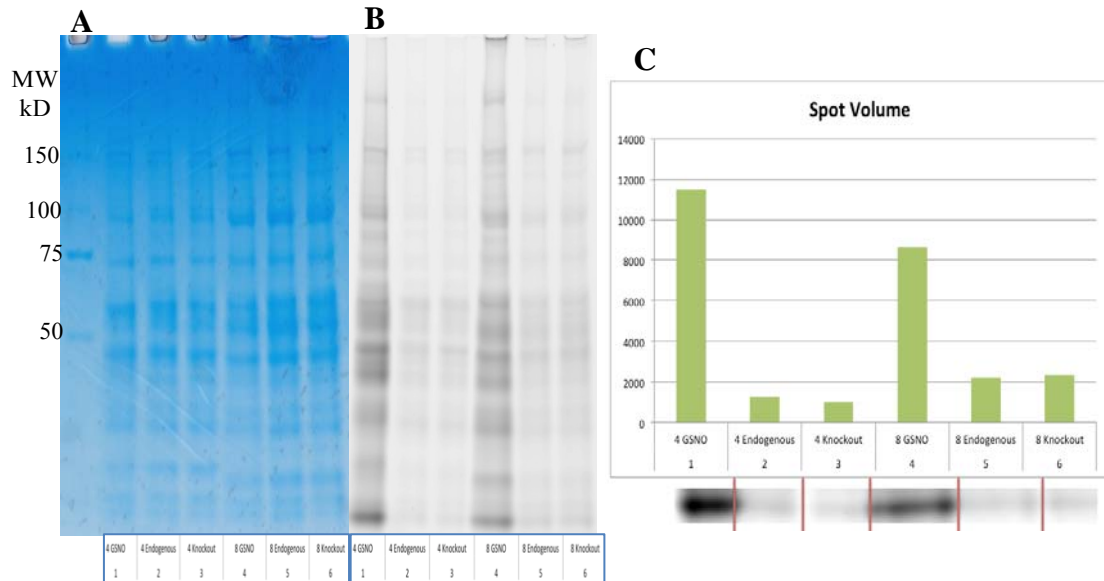 A
B
C
MW
kD
150
100
75
50
4 GSNO 4 Endogenous 4 Knockout 8 GSNO 8 Endogenous 8 Knockout
1 2 3 4 5 6
4 GSNO 4 Endogenous 4 Knockout 8 GSNO 8 Endogenous 8 Knockout
1 2 3 4 5 6
Spot Volume
14000
12000
10000
8000
6000
4000
2000
0
4 GSNO 4 Endogenous 4 Knockout 8 GSNO 8 Endogenous 8 Knockout
1 2 3 4 5 6